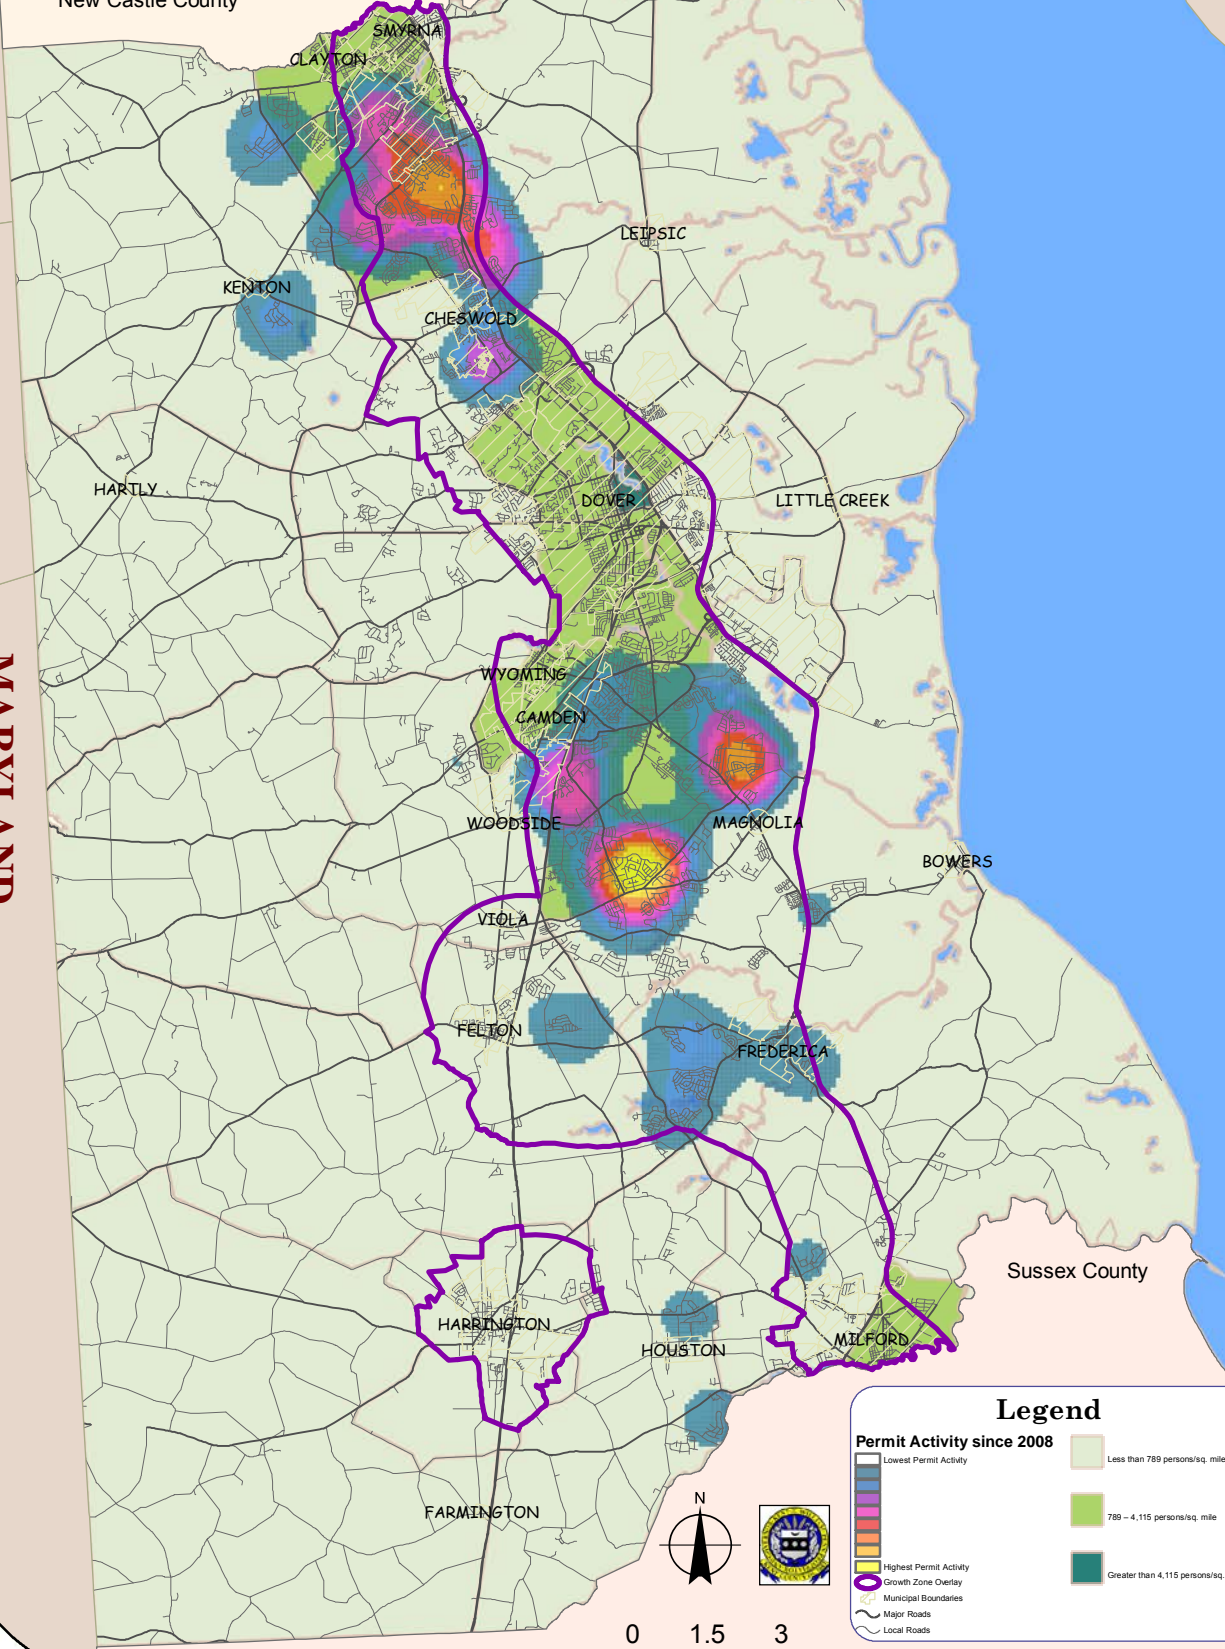 New Castle County
SMYRNA
CLAYTON
LEIPSIC
KENTON
CHESWOLD
HARTLY
DOVER
LITTLE CREEK
MARYLAND
WYOMING
CAMDEN
WOODSIDE
MAGNOLIA
BOWERS
VIOLA
FELTON
FREDERICA
Sussex County
HARRINGTON
MILFORD
HOUSTON
FARMINGTON
N
0 1.5 3
Legend
Permit Activity since 2008
Lowest Permit Activity
Highest Permit Activity
Growth Zone Overlay
Municipal Boundaries
Major Roads
Local Roads
Less than 789 persons/sq. mile
789 – 4,115 persons/sq. mile
Greater than 4,115 persons/sq.